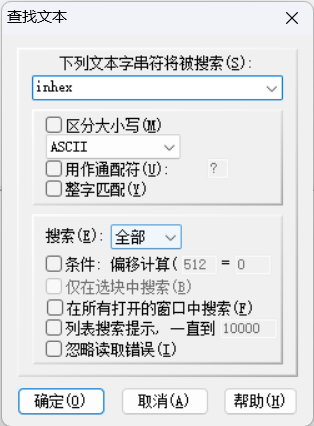 查找文本
下列文本字串符将被搜索(S):
inhex
区分大小写(M)
ASCII
用作通配符(U): ?
整字匹配(Y)
搜索(E): 全部
条件: 偏移计算( 512 = 0
仅在选块中搜索(B)
在所有打开的窗口中搜索(F)
列表搜索提示, 一直到 10000
忽略读取错误(I)
确定(O) 取消(A) 帮助(H)